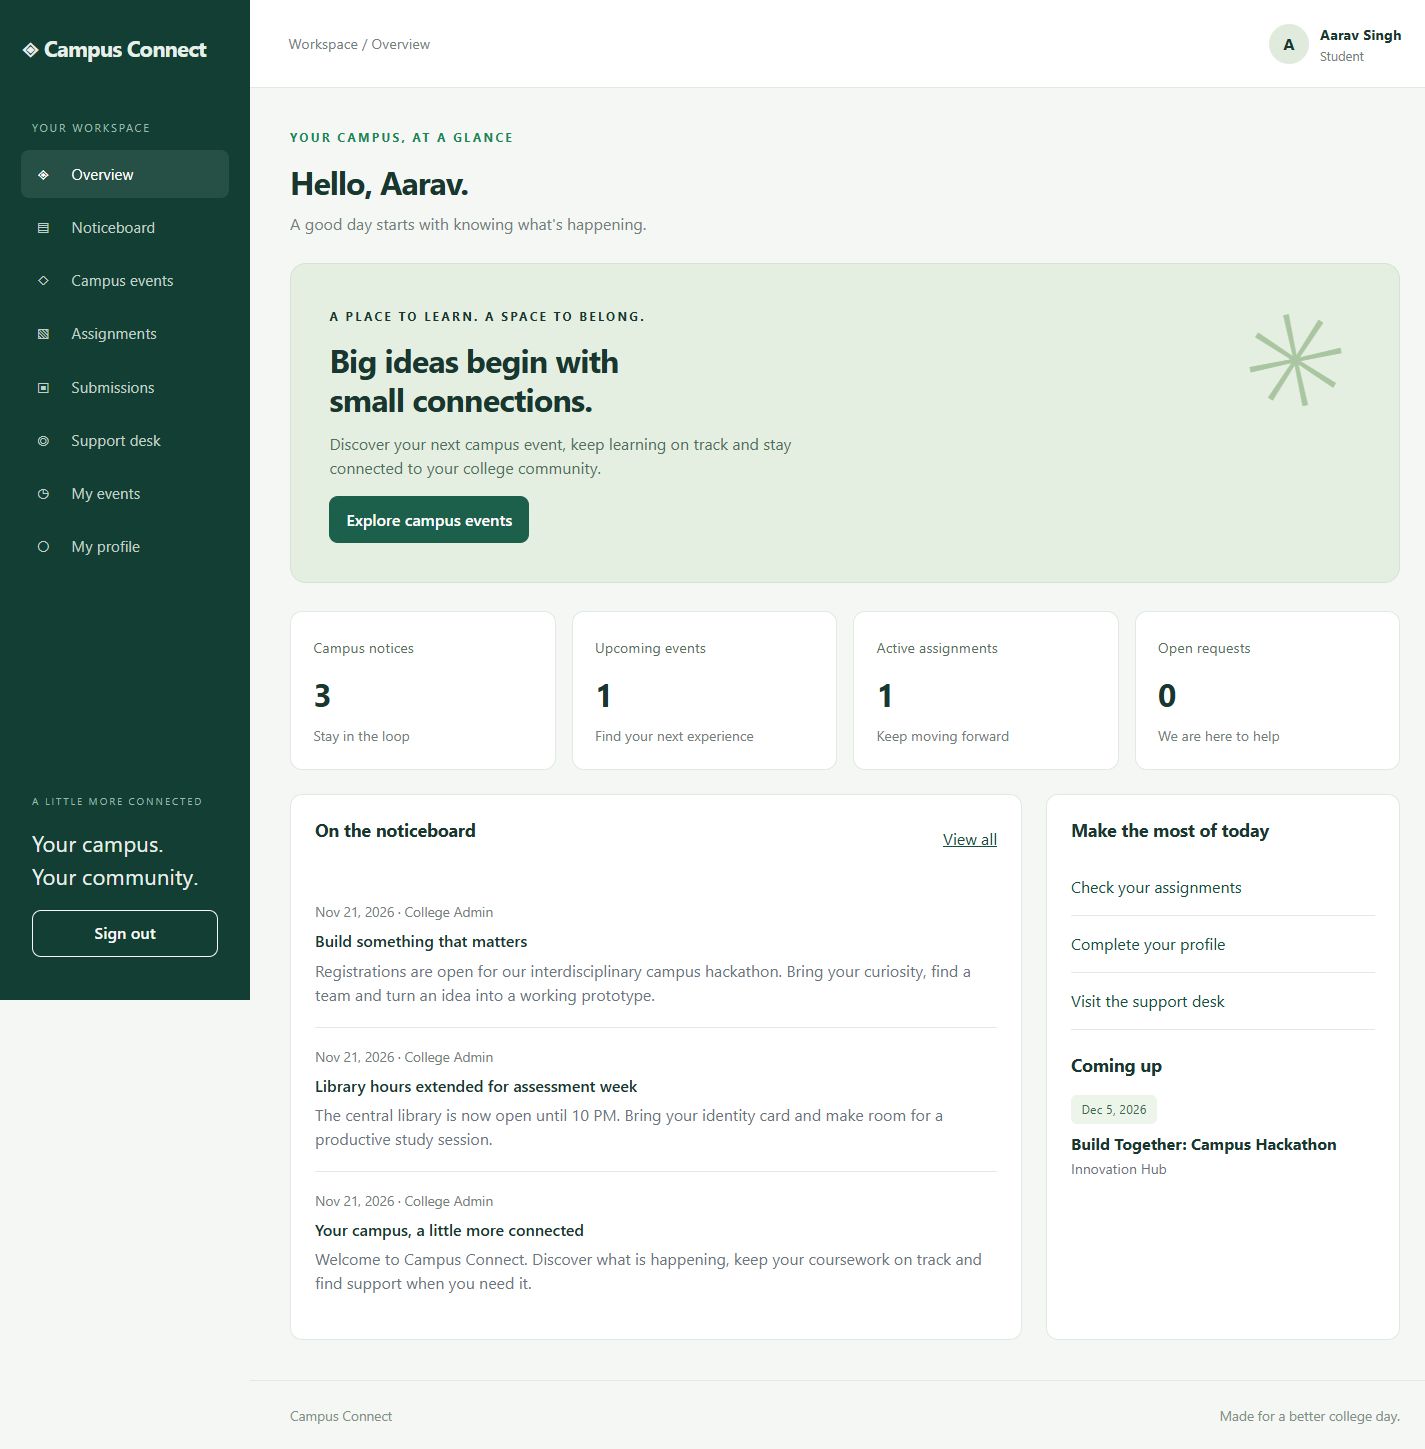 Campus Connect
YOUR WORKSPACE
Overview
Noticeboard
Campus events
Assignments
Submissions
Support desk
My events
My profile
A LITTLE MORE CONNECTED
Your campus.
Your community.
Sign out
Workspace / Overview
A
Aarav Singh
Student
YOUR CAMPUS, AT A GLANCE
Hello, Aarav.
A good day starts with knowing what's happening.
A PLACE TO LEARN. A SPACE TO BELONG.
Big ideas begin with
small connections.
Discover your next campus event, keep learning on track and stay
connected to your college community.
Explore campus events
Campus notices
3
Stay in the loop
Upcoming events
1
Find your next experience
Active assignments
1
Keep moving forward
Open requests
0
We are here to help
On the noticeboard
View all
Nov 21, 2026 · College Admin
Build something that matters
Registrations are open for our interdisciplinary campus hackathon. Bring your curiosity, find a
team and turn an idea into a working prototype.
Nov 21, 2026 · College Admin
Library hours extended for assessment week
The central library is now open until 10 PM. Bring your identity card and make room for a
productive study session.
Nov 21, 2026 · College Admin
Your campus, a little more connected
Welcome to Campus Connect. Discover what is happening, keep your coursework on track and
find support when you need it.
Make the most of today
Check your assignments
Complete your profile
Visit the support desk
Coming up
Dec 5, 2026
Build Together: Campus Hackathon
Innovation Hub
Campus Connect
Made for a better college day.